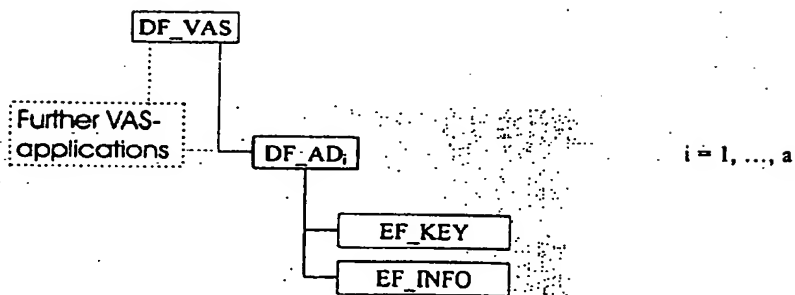 DF_VAS
Further VAS-
applications
DF_ADi
i = 1, ..., a
EF_KEY
EF_INFO